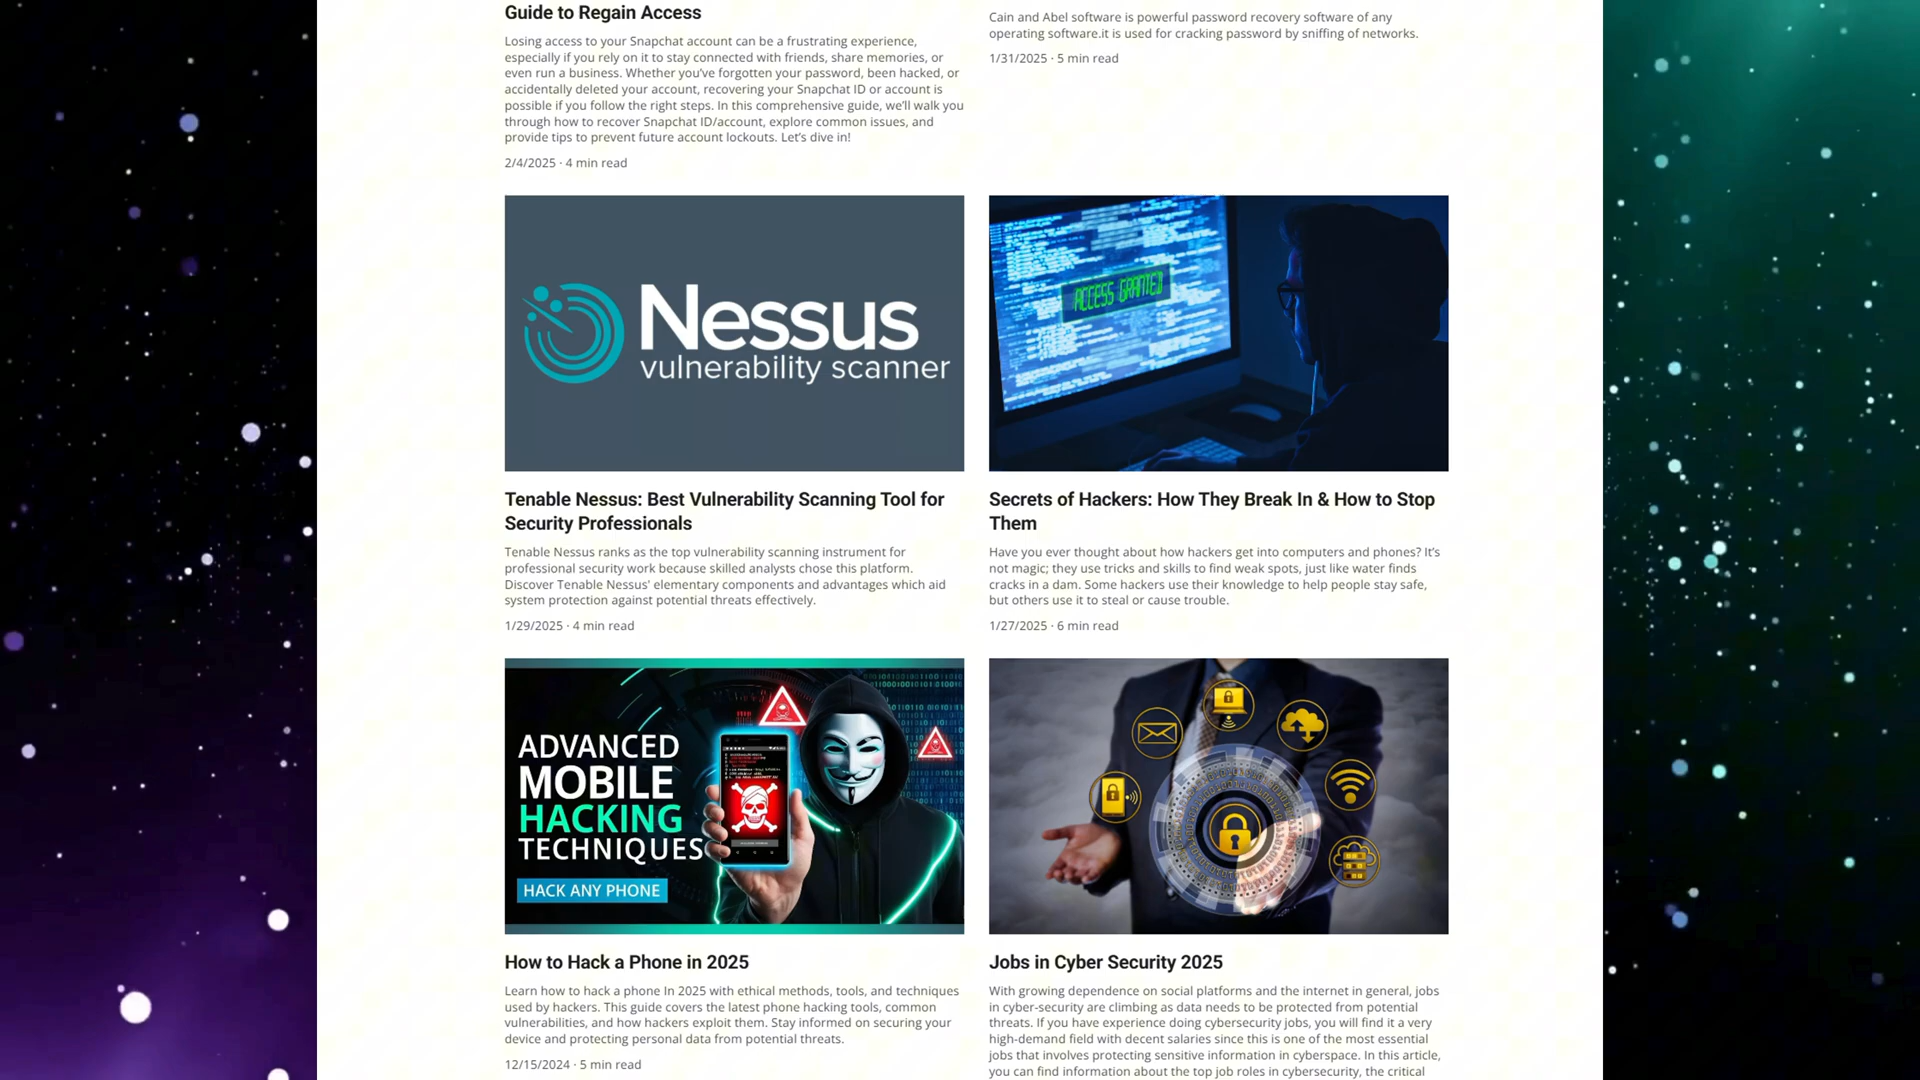 Guide to Regain Access
Losing access to your Snapchat account can be a frustrating experience,
especially if you rely on it to stay connected with friends, share memories, or
even run a business. Whether you've forgotten your password, been hacked, or
accidentally deleted your account, recovering your Snapchat ID or account is
possible if you follow the right steps. In this comprehensive guide, we'll walk you
through how to recover Snapchat ID/account, explore common issues, and
provide tips to prevent future account lockouts. Let's dive in!
2/4/2025 · 4 min read
Cain and Abel software is powerful password recovery software of any
operating software.it is used for cracking password by sniffing of networks.
1/31/2025 · 5 min read
Nessus
vulnerability scanner
ACCESS GRANTED
Tenable Nessus: Best Vulnerability Scanning Tool for
Security Professionals
Tenable Nessus ranks as the top vulnerability scanning instrument for
professional security work because skilled analysts chose this platform.
Discover Tenable Nessus' elementary components and advantages which aid
system protection against potential threats effectively.
1/29/2025 · 4 min read
Secrets of Hackers: How They Break In & How to Stop
Them
Have you ever thought about how hackers get into computers and phones? It's
not magic; they use tricks and skills to find weak spots, just like water finds
cracks in a dam. Some hackers use their knowledge to help people stay safe,
but others use it to steal or cause trouble.
1/27/2025 · 6 min read
ADVANCED
MOBILE
HACKING
TECHNIQUES
HACK ANY PHONE
How to Hack a Phone in 2025
Learn how to hack a phone In 2025 with ethical methods, tools, and techniques
used by hackers. This guide covers the latest phone hacking tools, common
vulnerabilities, and how hackers exploit them. Stay informed on securing your
device and protecting personal data from potential threats.
12/15/2024 · 5 min read
Jobs in Cyber Security 2025
With growing dependence on social platforms and the internet in general, jobs
in cyber-security are climbing as data needs to be protected from potential
threats. If you have experience doing cybersecurity jobs, you will find it a very
high-demand field with decent salaries since this is one of the most essential
jobs that involves protecting sensitive information in cyberspace. In this article,
you can find information about the top job roles in cybersecurity, the critical